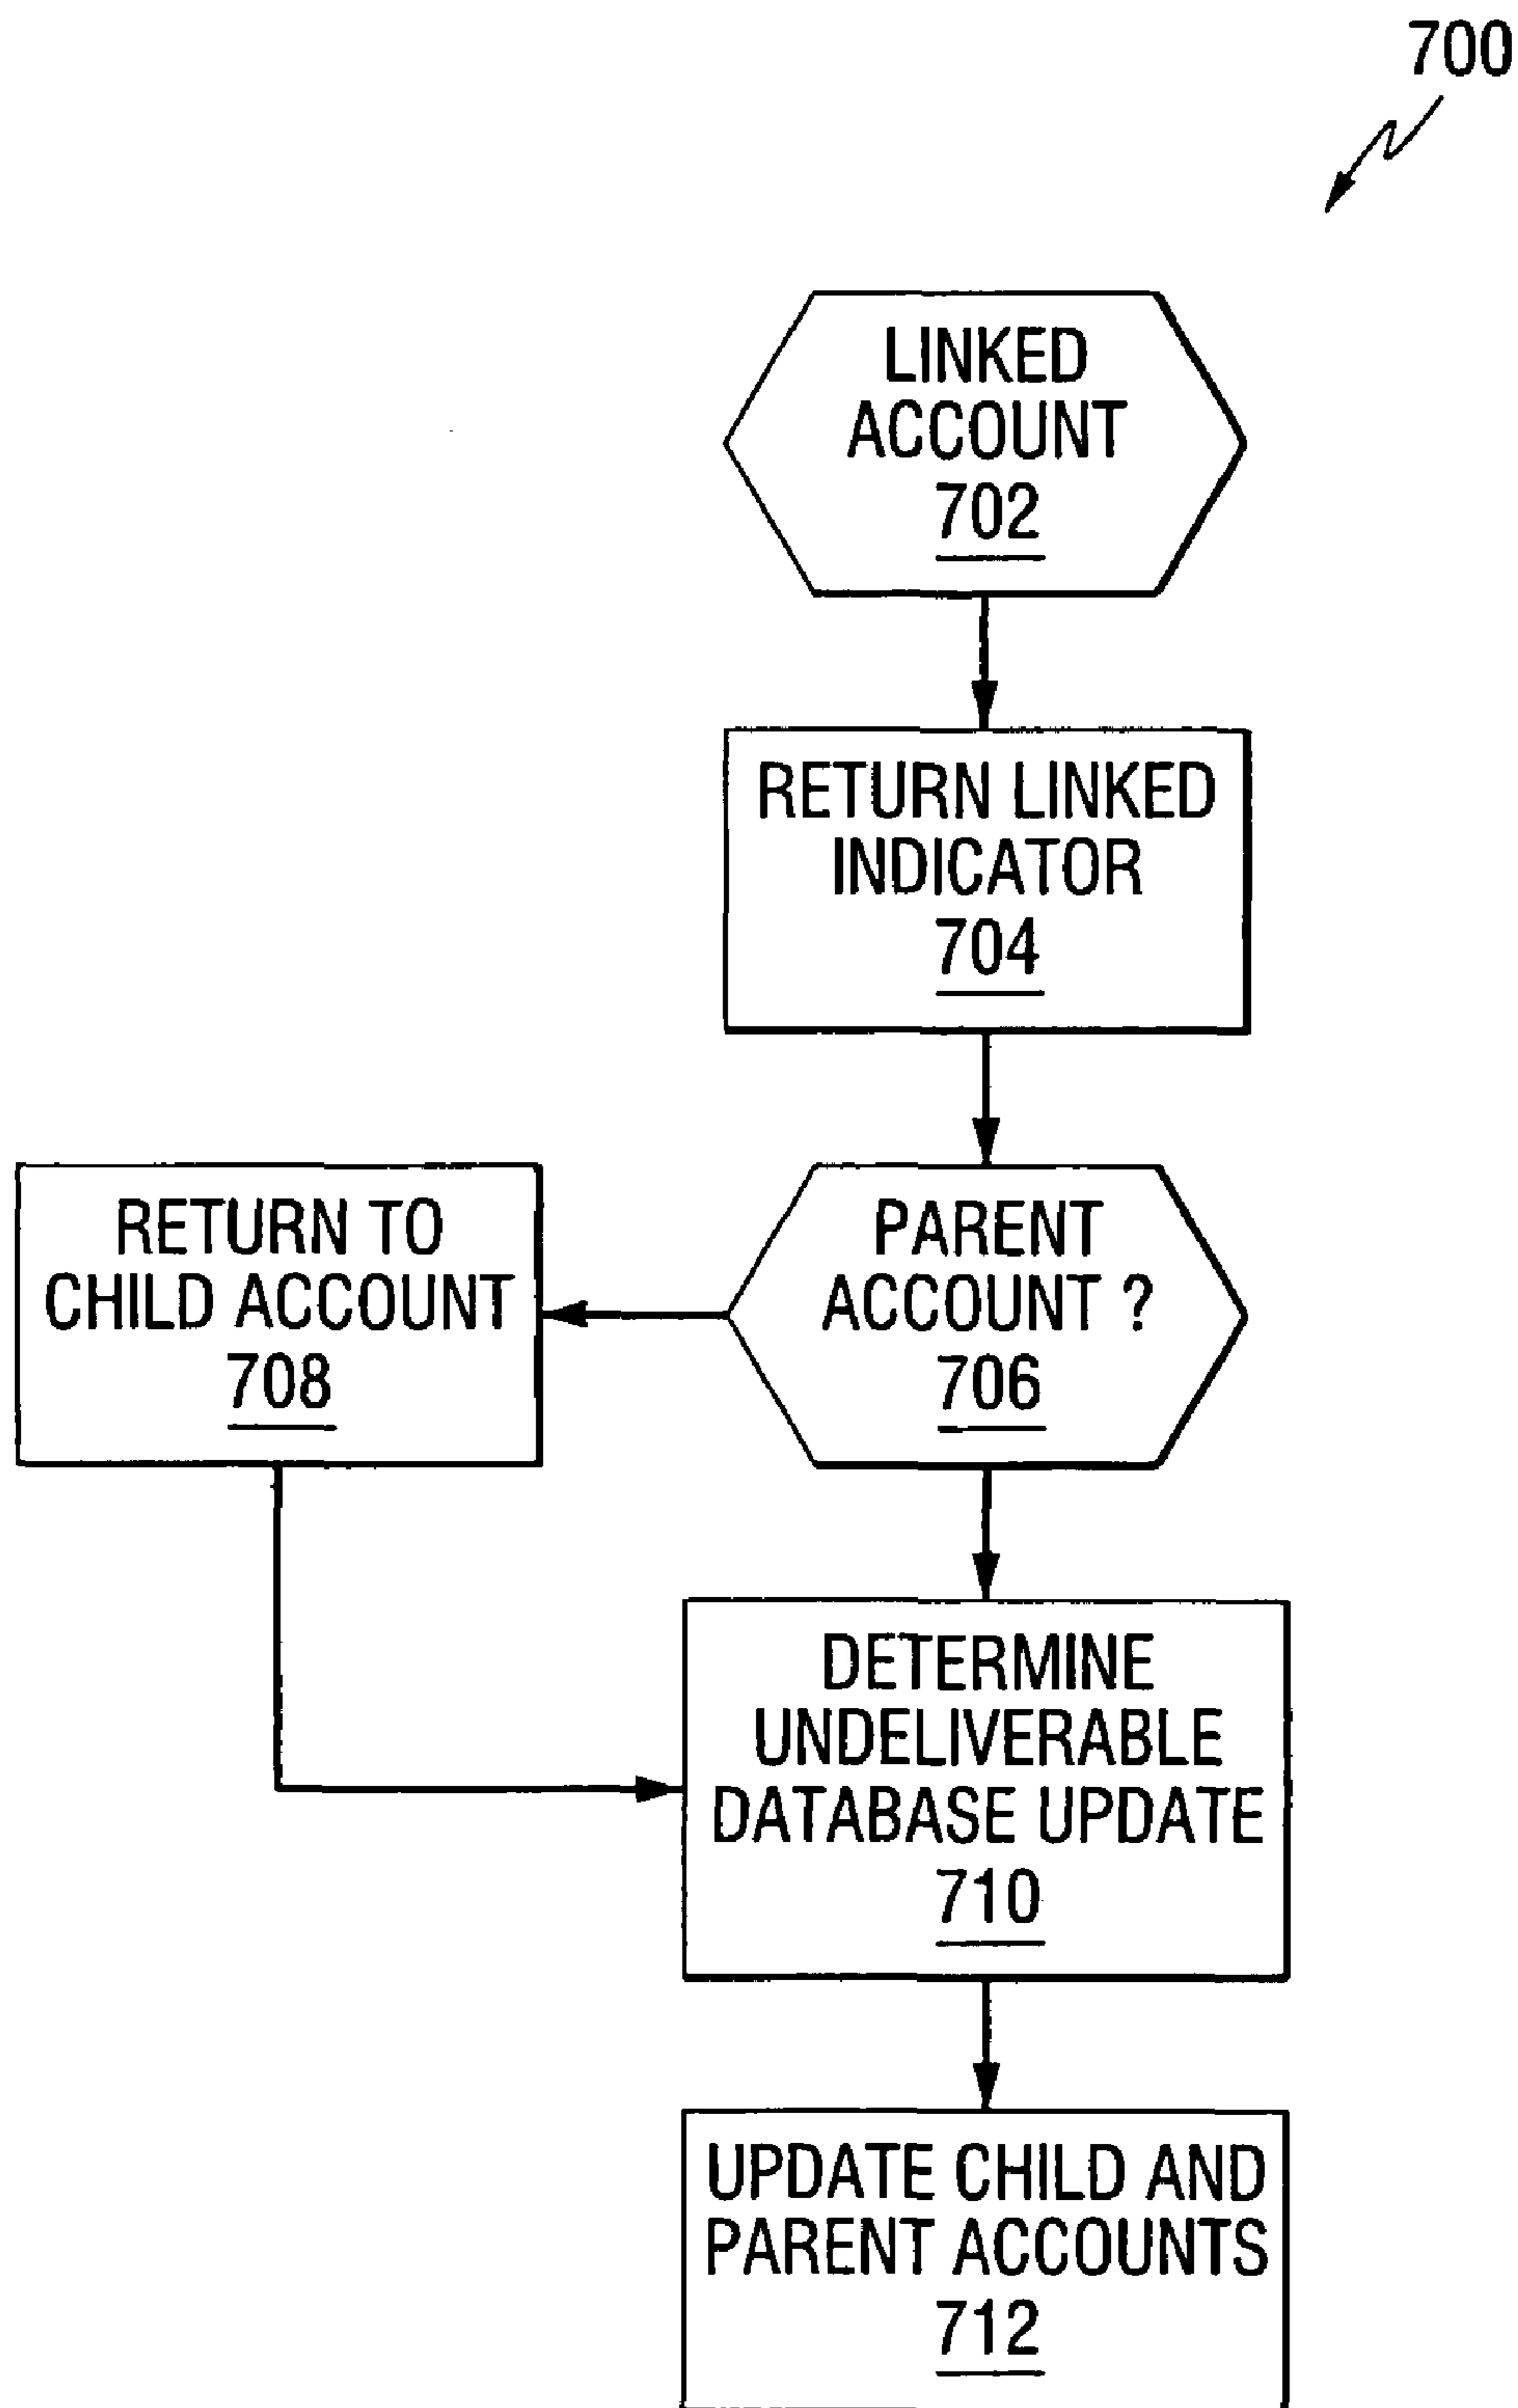 700
LINKED
ACCOUNT
702
RETURN LINKED
INDICATOR
704
PARENT
ACCOUNT ?
706
RETURN TO
CHILD ACCOUNT
708
DETERMINE
UNDELIVERABLE
DATABASE UPDATE
710
UPDATE CHILD AND
PARENT ACCOUNTS
712